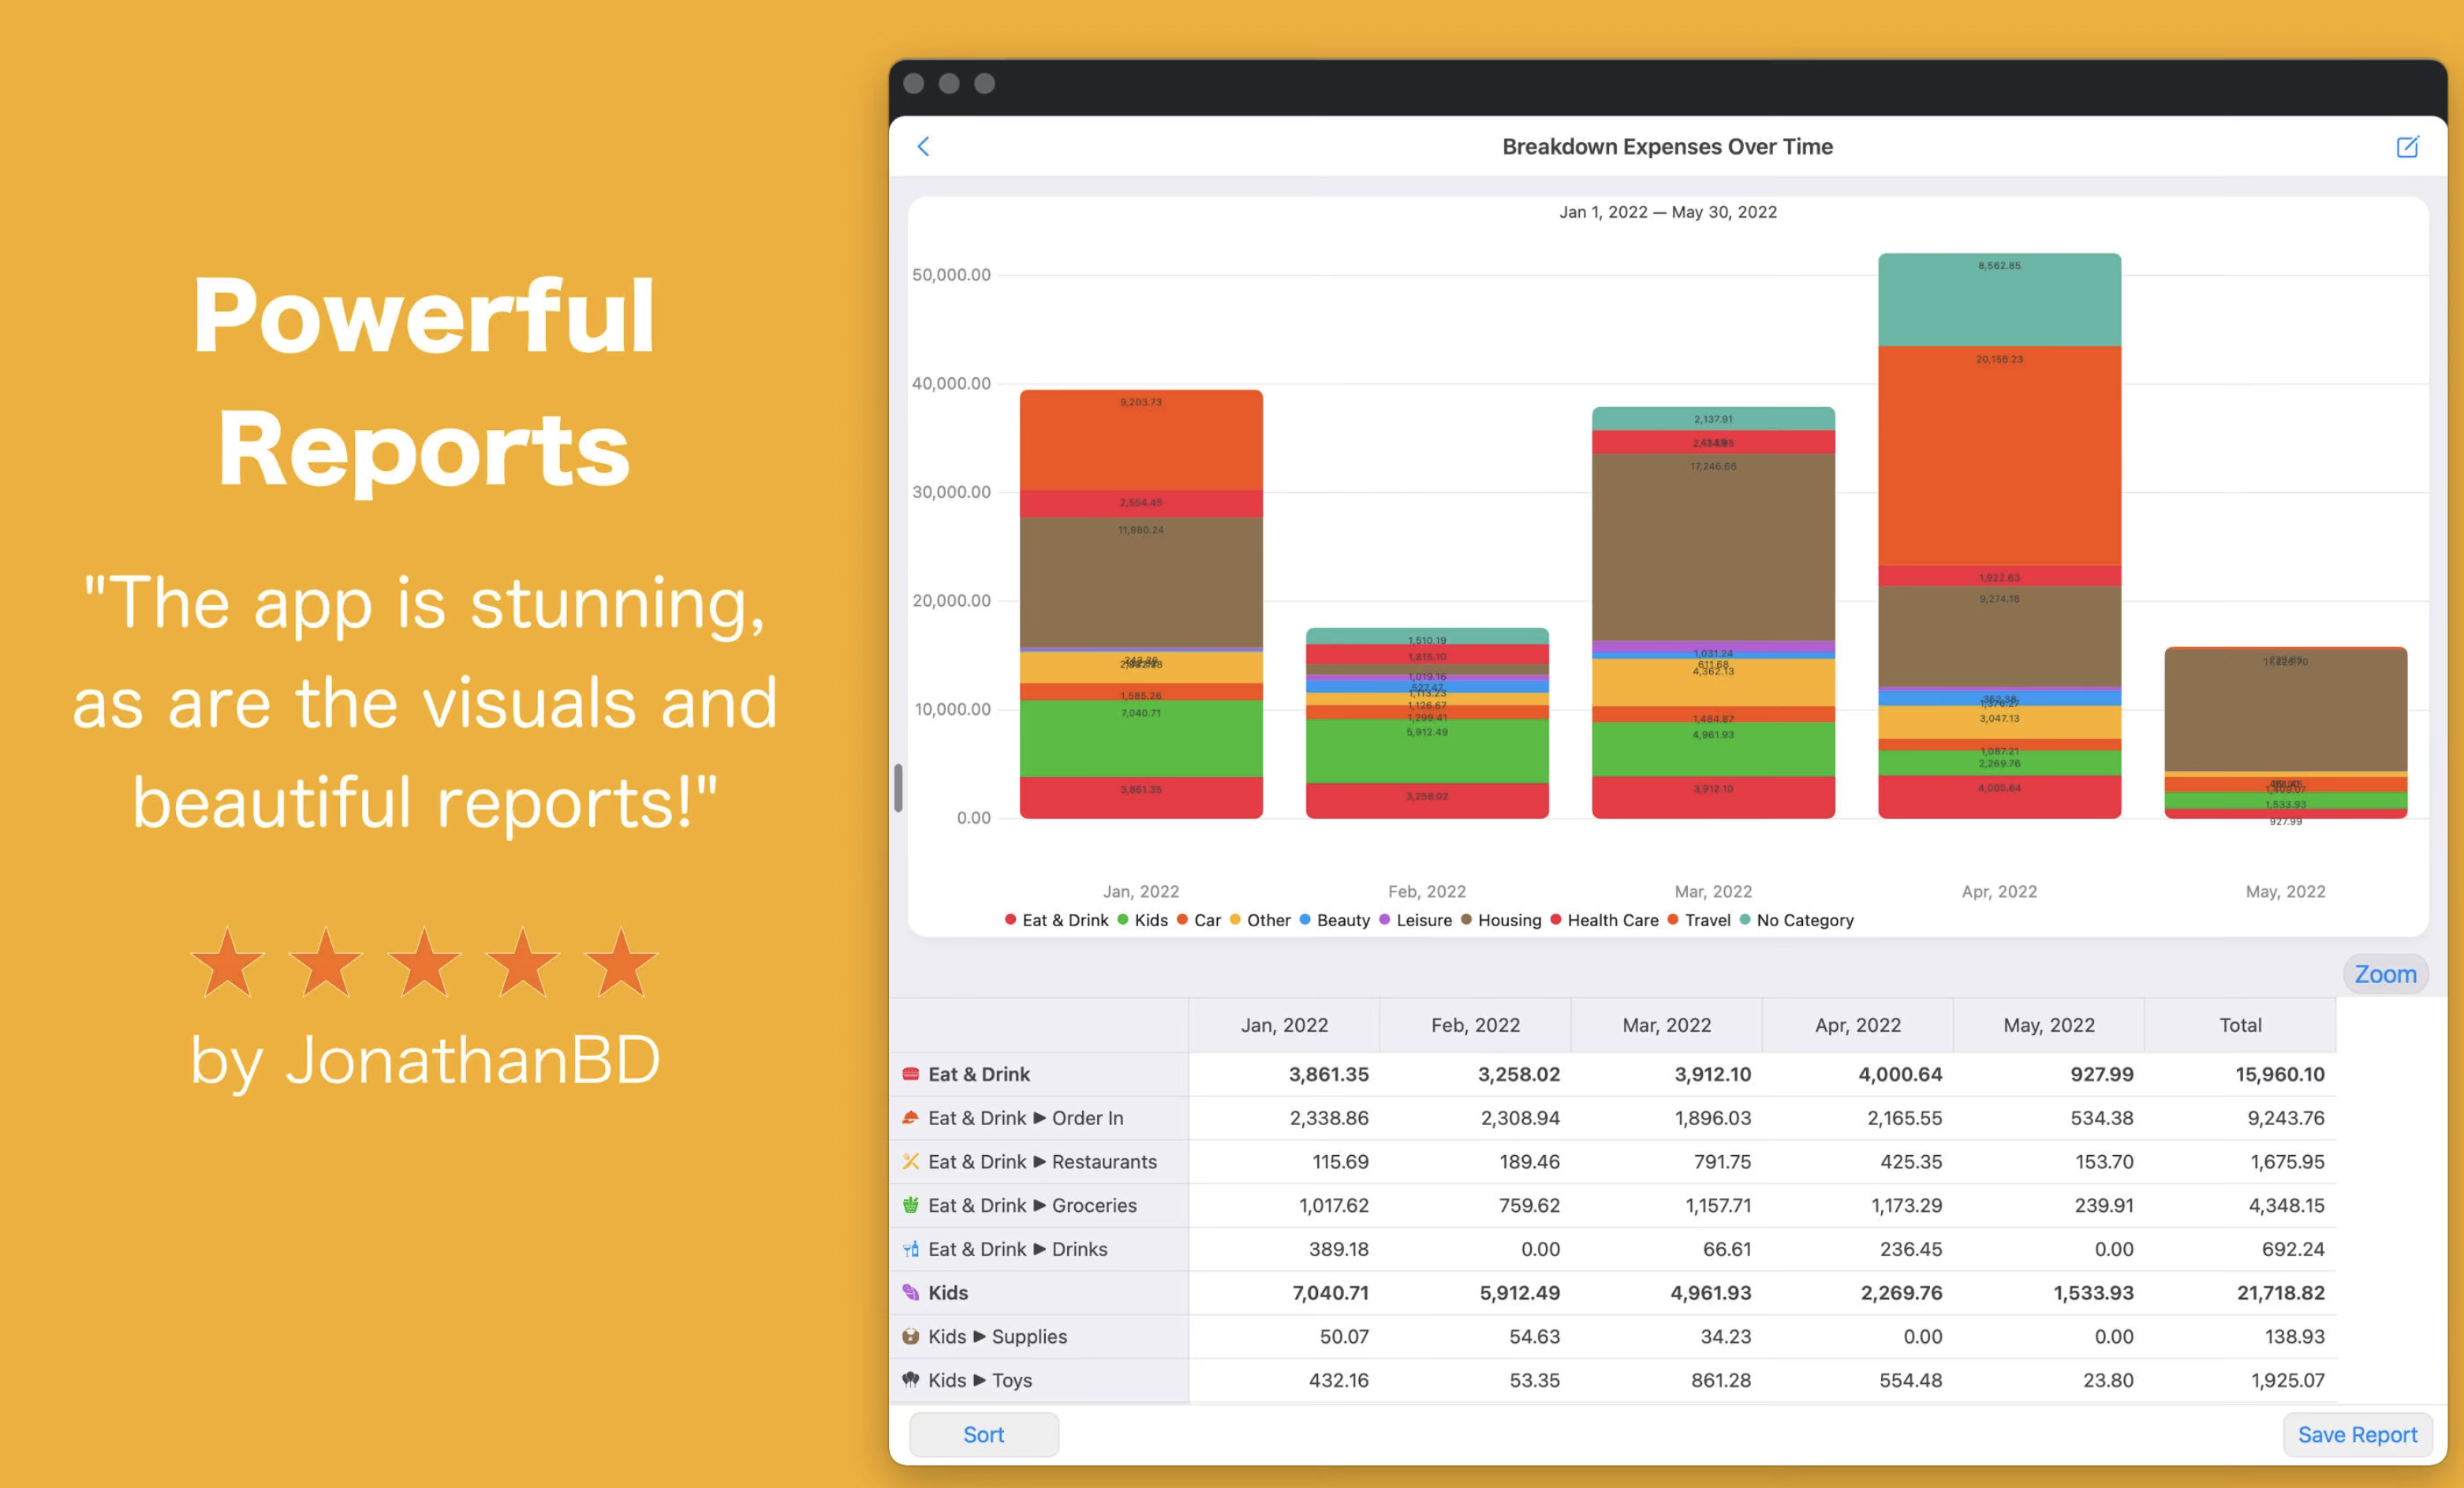 Powerful
Reports
"The app is stunning,
as are the visuals and
beautiful reports!"
by JonathanBD
Breakdown Expenses Over Time
Jan 1, 2022 — May 30, 2022
50,000.00
40,000.00
30,000.00
20,000.00
10,000.00
0.00
9,203.73
2,554.45
11,980.24
1,585.26
7,040.71
3,861.35
1,510.19
1,815.10
1,019.16
1,113.23
1,126.67
1,299.41
5,912.49
3,258.02
2,137.91
17,246.66
1,031.24
611.68
4,362.13
1,484.87
4,961.93
3,912.10
8,562.85
20,156.23
1,922.63
9,274.18
3,047.13
1,087.21
2,269.76
4,000.64
1,533.93
927.99
Jan, 2022 Feb, 2022 Mar, 2022 Apr, 2022 May, 2022
Eat & Drink Kids Car Other Beauty Leisure Housing Health Care Travel No Category
Zoom
Jan, 2022 Feb, 2022 Mar, 2022 Apr, 2022 May, 2022 Total
Eat & Drink 3,861.35 3,258.02 3,912.10 4,000.64 927.99 15,960.10
Eat & Drink ▶ Order In 2,338.86 2,308.94 1,896.03 2,165.55 534.38 9,243.76
Eat & Drink ▶ Restaurants 115.69 189.46 791.75 425.35 153.70 1,675.95
Eat & Drink ▶ Groceries 1,017.62 759.62 1,157.71 1,173.29 239.91 4,348.15
Eat & Drink ▶ Drinks 389.18 0.00 66.61 236.45 0.00 692.24
Kids 7,040.71 5,912.49 4,961.93 2,269.76 1,533.93 21,718.82
Kids ▶ Supplies 50.07 54.63 34.23 0.00 0.00 138.93
Kids ▶ Toys 432.16 53.35 861.28 554.48 23.80 1,925.07
Sort
Save Report